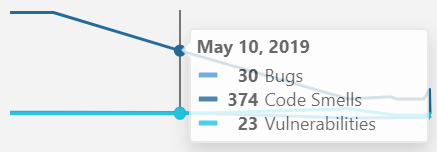 May 10, 2019
30 Bugs
374 Code Smells
23 Vulnerabilities